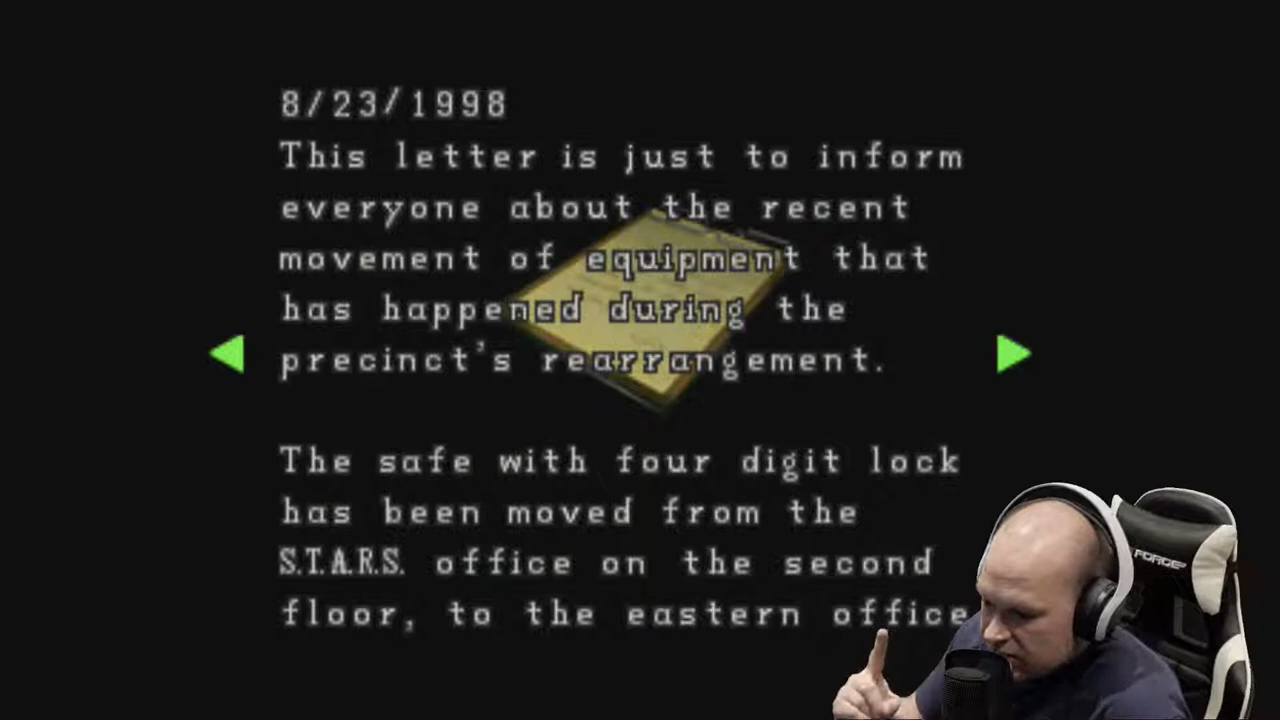 8/23/1998
This letter is just to inform
everyone about the recent
movement of equipment that
has happened during the
precinct's rearrangement.
The safe with four digit lock
has been moved from the
S.T.A.R.S. office on the second
floor, to the eastern office
FORGE